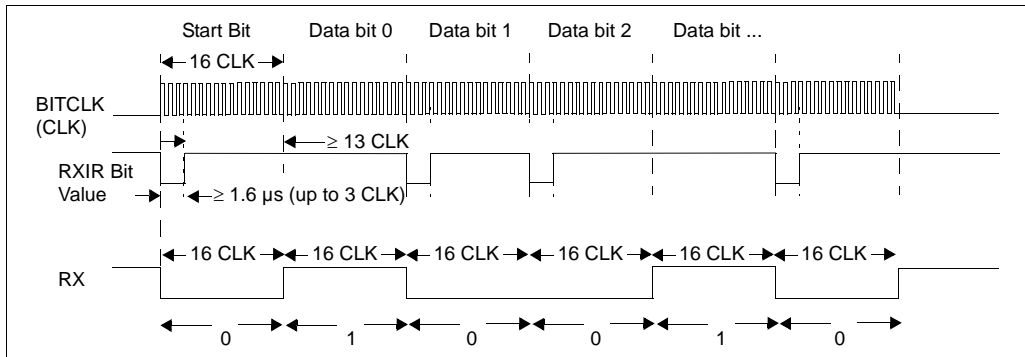 Start Bit Data bit 0 Data bit 1 Data bit 2 Data bit ...
16 CLK
BITCLK
(CLK)
≥ 13 CLK
RXIR Bit
Value
≥ 1.6 µs (up to 3 CLK)
16 CLK 16 CLK 16 CLK 16 CLK 16 CLK 16 CLK
RX
0 1 0 0 1 0